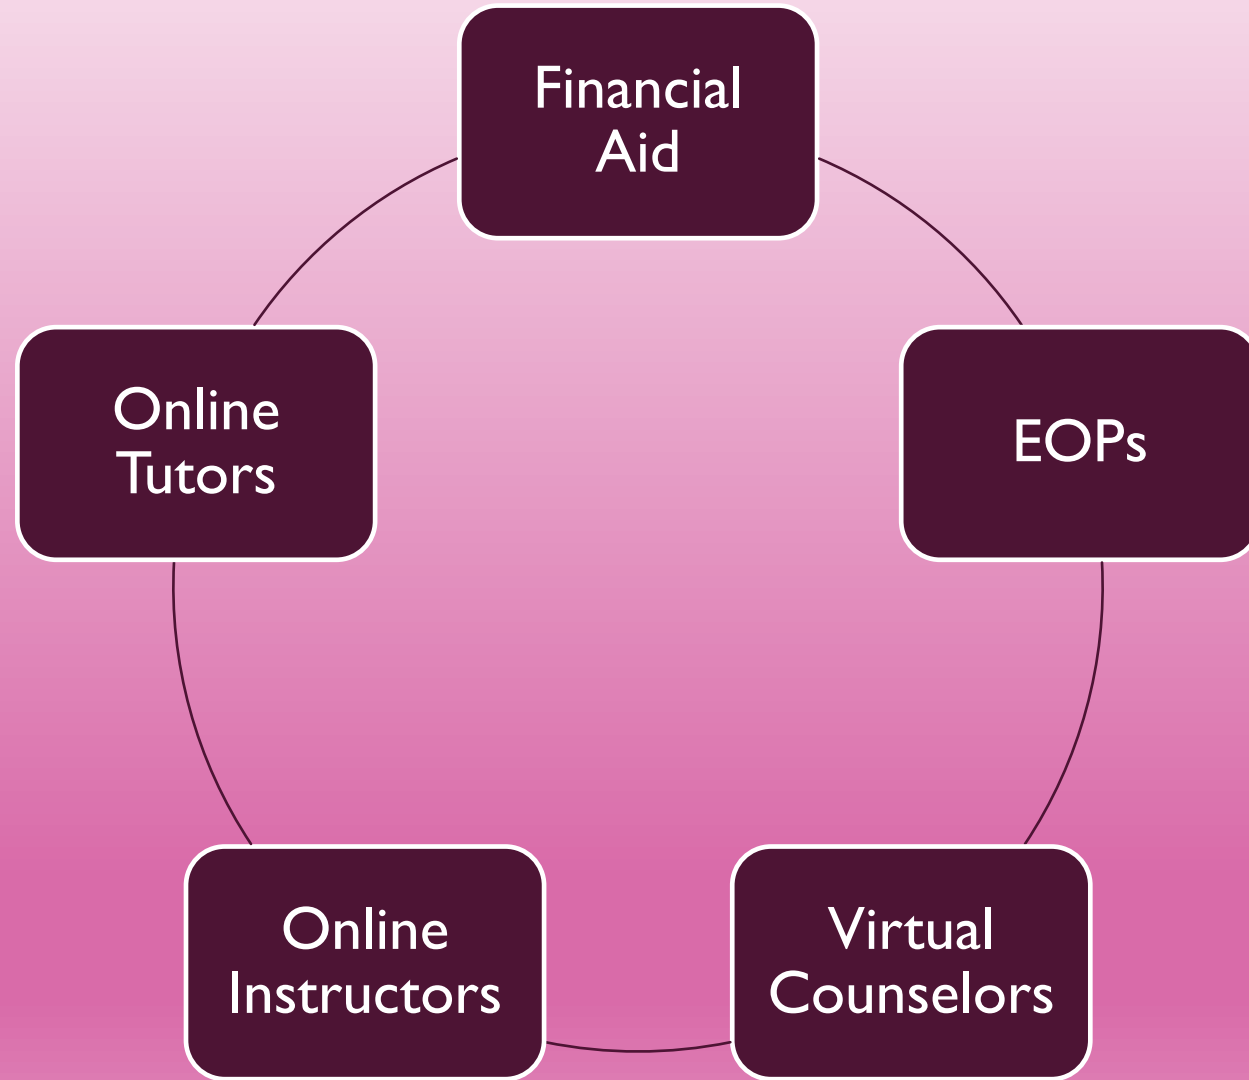 Financial
Aid
EOPs
Virtual
Counselors
Online
Instructors
Online
Tutors